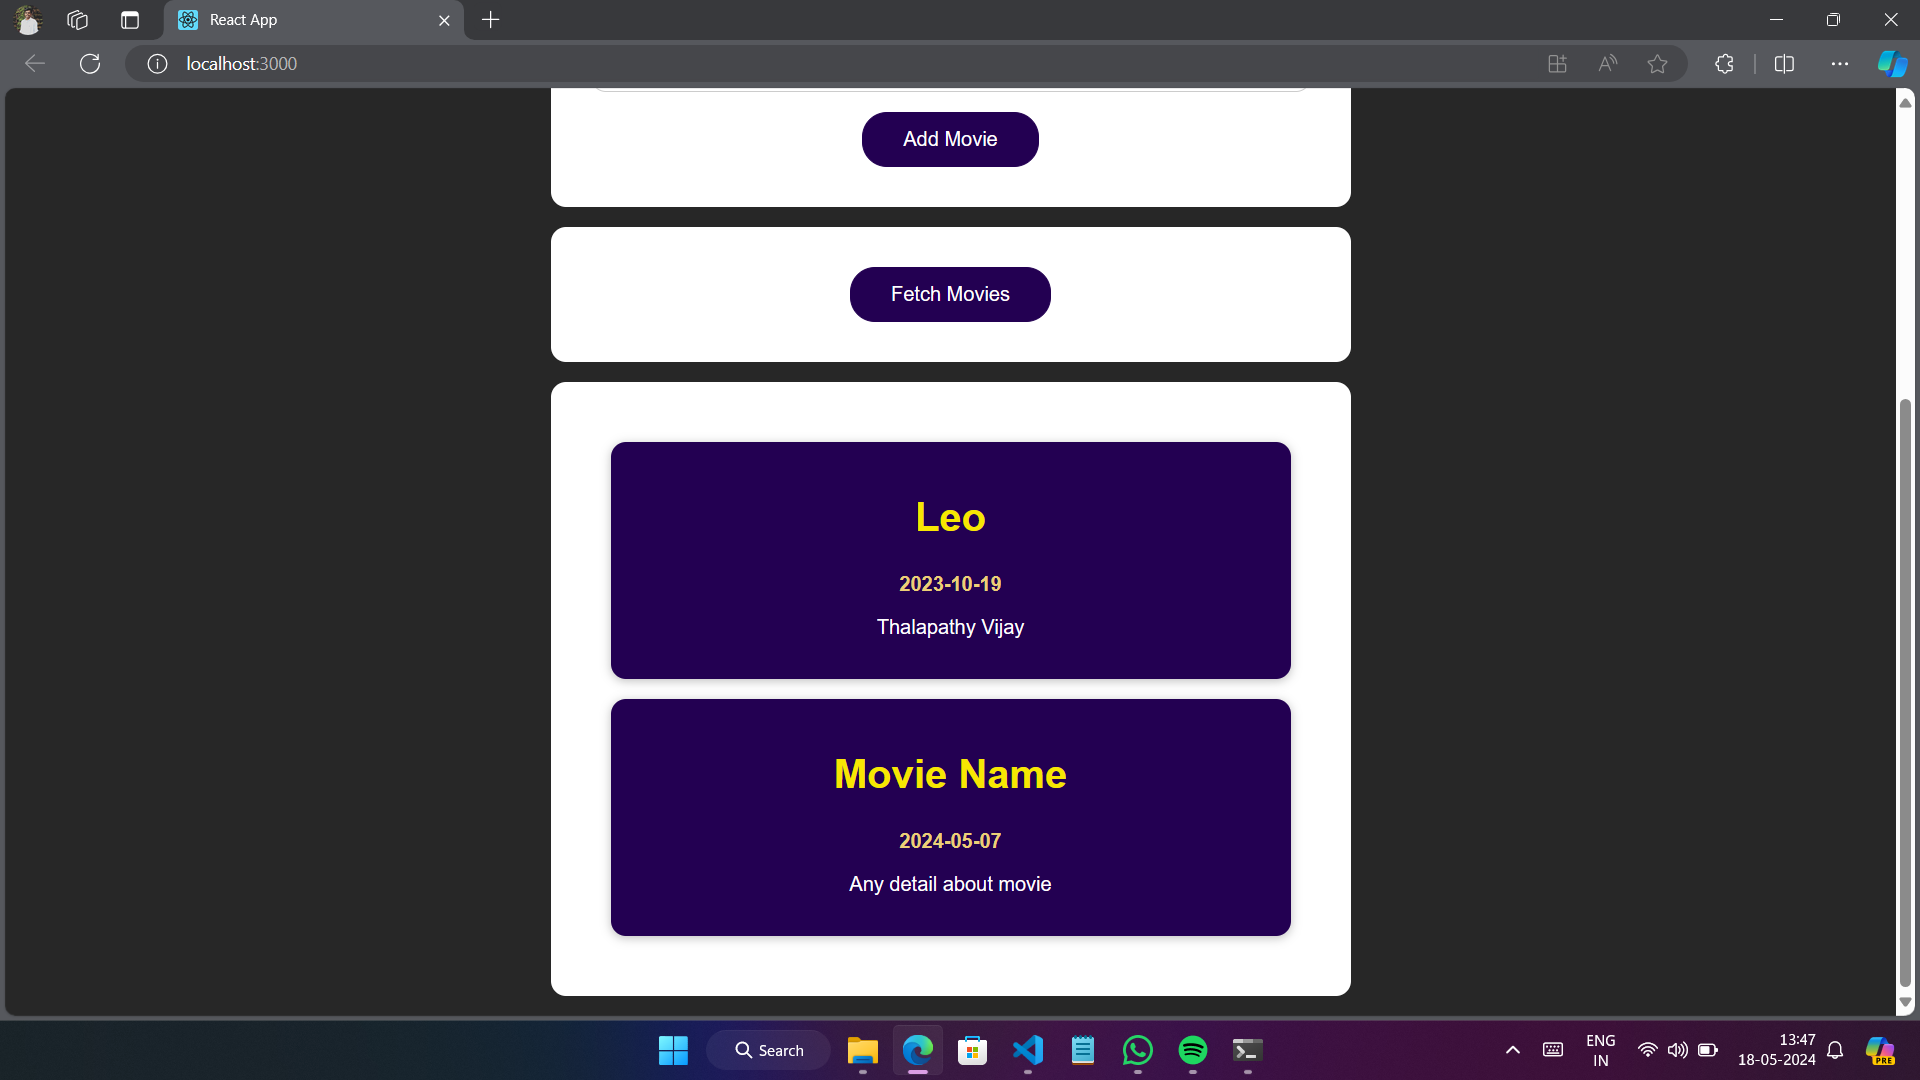 React App
localhost:3000
Add Movie
Fetch Movies
Leo
2023-10-19
Thalapathy Vijay
Movie Name
2024-05-07
Any detail about movie
Search
ENG
IN
13:47
18-05-2024
PRE